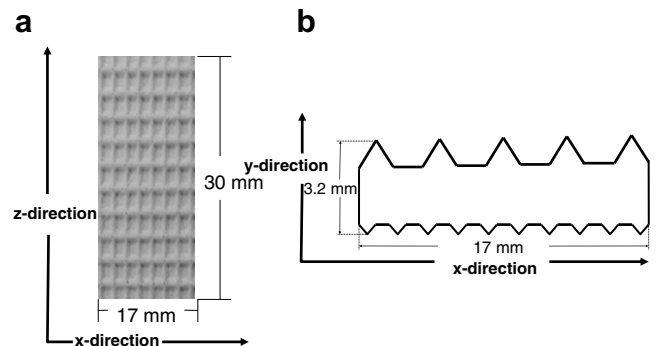 a
z-direction
30 mm
17 mm
x-direction
b
y-direction
3.2 mm
17 mm
x-direction